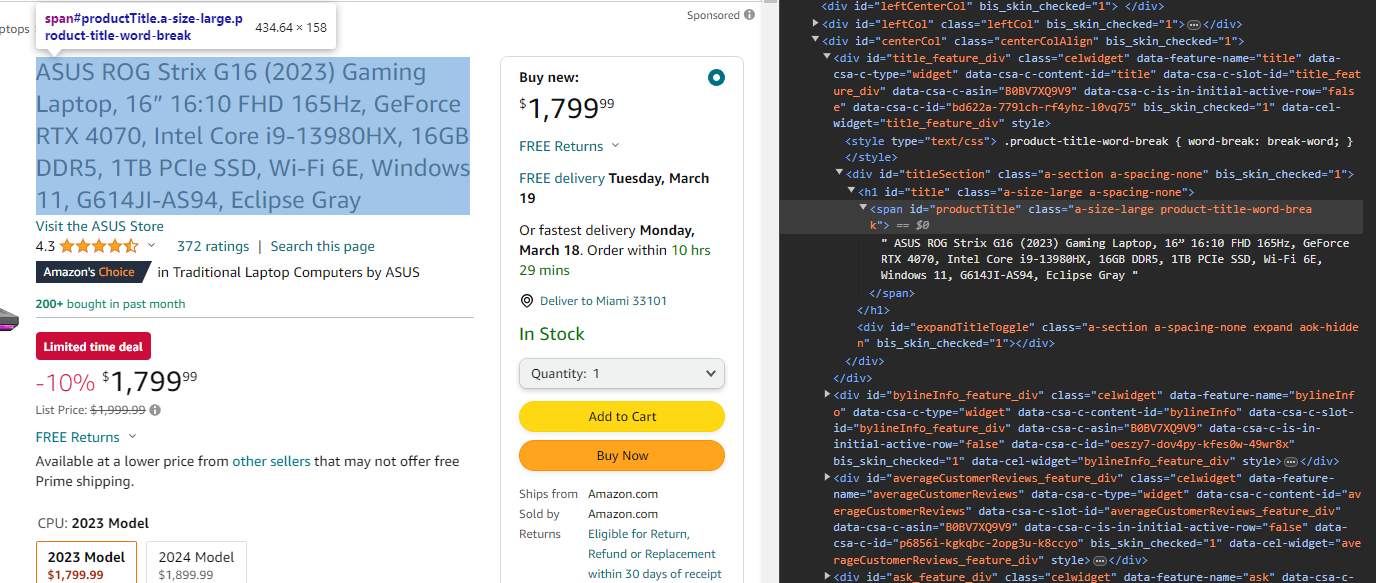 span#productTitle.a-size-large.p
roduct-title-word-break
434.64 × 158
ptops
Sponsored
ASUS ROG Strix G16 (2023) Gaming
Laptop, 16” 16:10 FHD 165Hz, GeForce
RTX 4070, Intel Core i9-13980HX, 16GB
DDR5, 1TB PCIe SSD, Wi-Fi 6E, Windows
11, G614JI-AS94, Eclipse Gray
Visit the ASUS Store
4.3
372 ratings | Search this page
Amazon's Choice in Traditional Laptop Computers by ASUS
200+ bought in past month
Limited time deal
-10% $1,799.99
List Price: $1,999.99
FREE Returns
Available at a lower price from other sellers that may not offer free
Prime shipping.
CPU: 2023 Model
2023 Model
$1,799.99
2024 Model
$1,899.99
Buy new:
$1,799.99
FREE Returns
FREE delivery Tuesday, March
19
Or fastest delivery Monday,
March 18. Order within 10 hrs
29 mins
Deliver to Miami 33101
In Stock
Quantity: 1
Add to Cart
Buy Now
Ships from Amazon.com
Sold by Amazon.com
Returns Eligible for Return,
Refund or Replacement
within 30 days of receipt
<div id="leftCenterCol" bis_skin_checked="1"> </div>
<div id="leftCol" class="leftCol" bis_skin_checked="1">…</div>
<div id="centerCol" class="centerColAlign" bis_skin_checked="1">
<div id="title_feature_div" class="celwidget" data-feature-name="title" data-
csa-c-type="widget" data-csa-c-content-id="title" data-csa-c-slot-id="title_feat
ure_div" data-csa-c-asin="B0BV7XQ9V9" data-csa-c-is-in-initial-active-row="fals
e" data-csa-c-id="bd622a-779lch-rf4yhz-l0vq75" bis_skin_checked="1" data-cel-
widget="title_feature_div" style>
<style type="text/css"> .product-title-word-break { word-break: break-word; }
</style>
<div id="titleSection" class="a-section a-spacing-none" bis_skin_checked="1">
<h1 id="title" class="a-size-large a-spacing-none">
<span id="productTitle" class="a-size-large product-title-word-brea
k"> == $0
" ASUS ROG Strix G16 (2023) Gaming Laptop, 16” 16:10 FHD 165Hz, GeForce
RTX 4070, Intel Core i9-13980HX, 16GB DDR5, 1TB PCIe SSD, Wi-Fi 6E,
Windows 11, G614JI-AS94, Eclipse Gray "
</span>
</h1>
<div id="expandTitleToggle" class="a-section a-spacing-none expand aok-hidde
n" bis_skin_checked="1"></div>
</div>
</div>
<div id="bylineInfo_feature_div" class="celwidget" data-feature-name="bylineInf
o" data-csa-c-type="widget" data-csa-c-content-id="bylineInfo" data-csa-c-slot-
id="bylineInfo_feature_div" data-csa-c-asin="B0BV7XQ9V9" data-csa-c-is-in-
initial-active-row="false" data-csa-c-id="oeszy7-dov4py-kfes0w-49wr8x"
bis_skin_checked="1" data-cel-widget="bylineInfo_feature_div" style>…</div>
<div id="averageCustomerReviews_feature_div" class="celwidget" data-feature-
name="averageCustomerReviews" data-csa-c-type="widget" data-csa-c-content-id="av
erageCustomerReviews" data-csa-c-slot-id="averageCustomerReviews_feature_div"
data-csa-c-asin="B0BV7XQ9V9" data-csa-c-is-in-initial-active-row="false" data-
csa-c-id="p6856i-kgkqbc-2opg3u-k8ccyo" bis_skin_checked="1" data-cel-widget="ave
rageCustomerReviews_feature_div" style>…</div>
<div id="ask_feature_div" class="celwidget" data-feature-name="ask" data-csa-c-